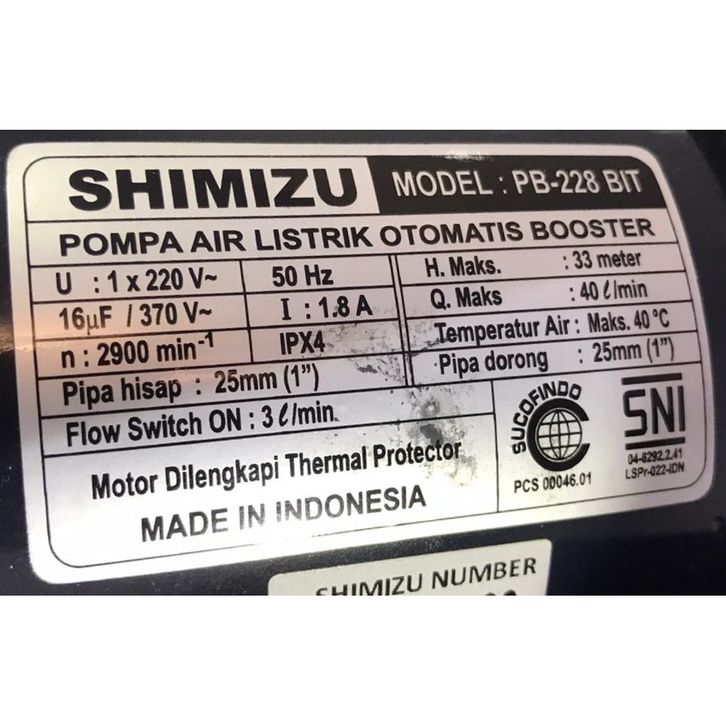 SHIMIZU MODEL : PB-228 BIT
POMPA AIR LISTRIK OTOMATIS BOOSTER
U : 1 x 220 V~ 50 Hz
16µF / 370 V~ I : 1.8 A
n : 2900 min-1 IPX4
Pipa hisap : 25mm (1")
Flow Switch ON : 3 ℓ/min
H. Maks. : 33 meter
Q. Maks : 40 ℓ/min
Temperatur Air : Maks. 40 °C
Pipa dorong : 25mm (1")
Motor Dilengkapi Thermal Protector
MADE IN INDONESIA
SUCOFINDO
PCS 00046.01
SNI
04-6292.2.41
LSPr-022-IDN
SHIMIZU NUMBER